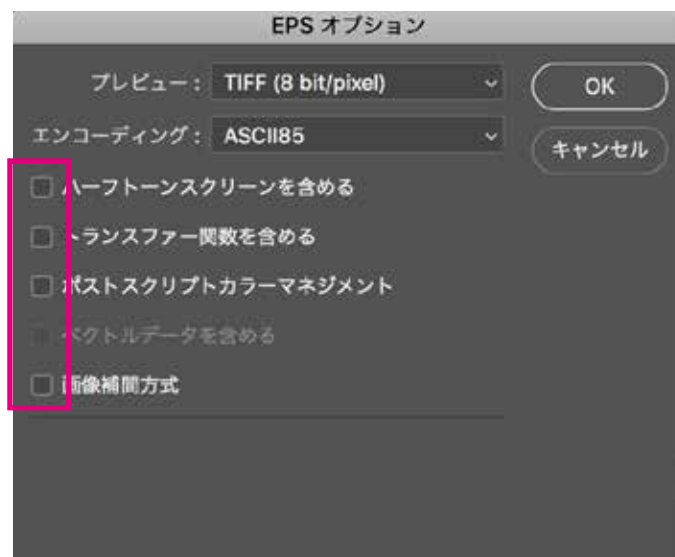 EPS オプション
プレビュー： TIFF (8 bit/pixel)
OK
エンコーディング： ASCII85
キャンセル
ハーフトーンスクリーンを含める
トランスファー関数を含める
ポストスクリプトカラーマネジメント
ベクトルデータを含める
画像補間方式